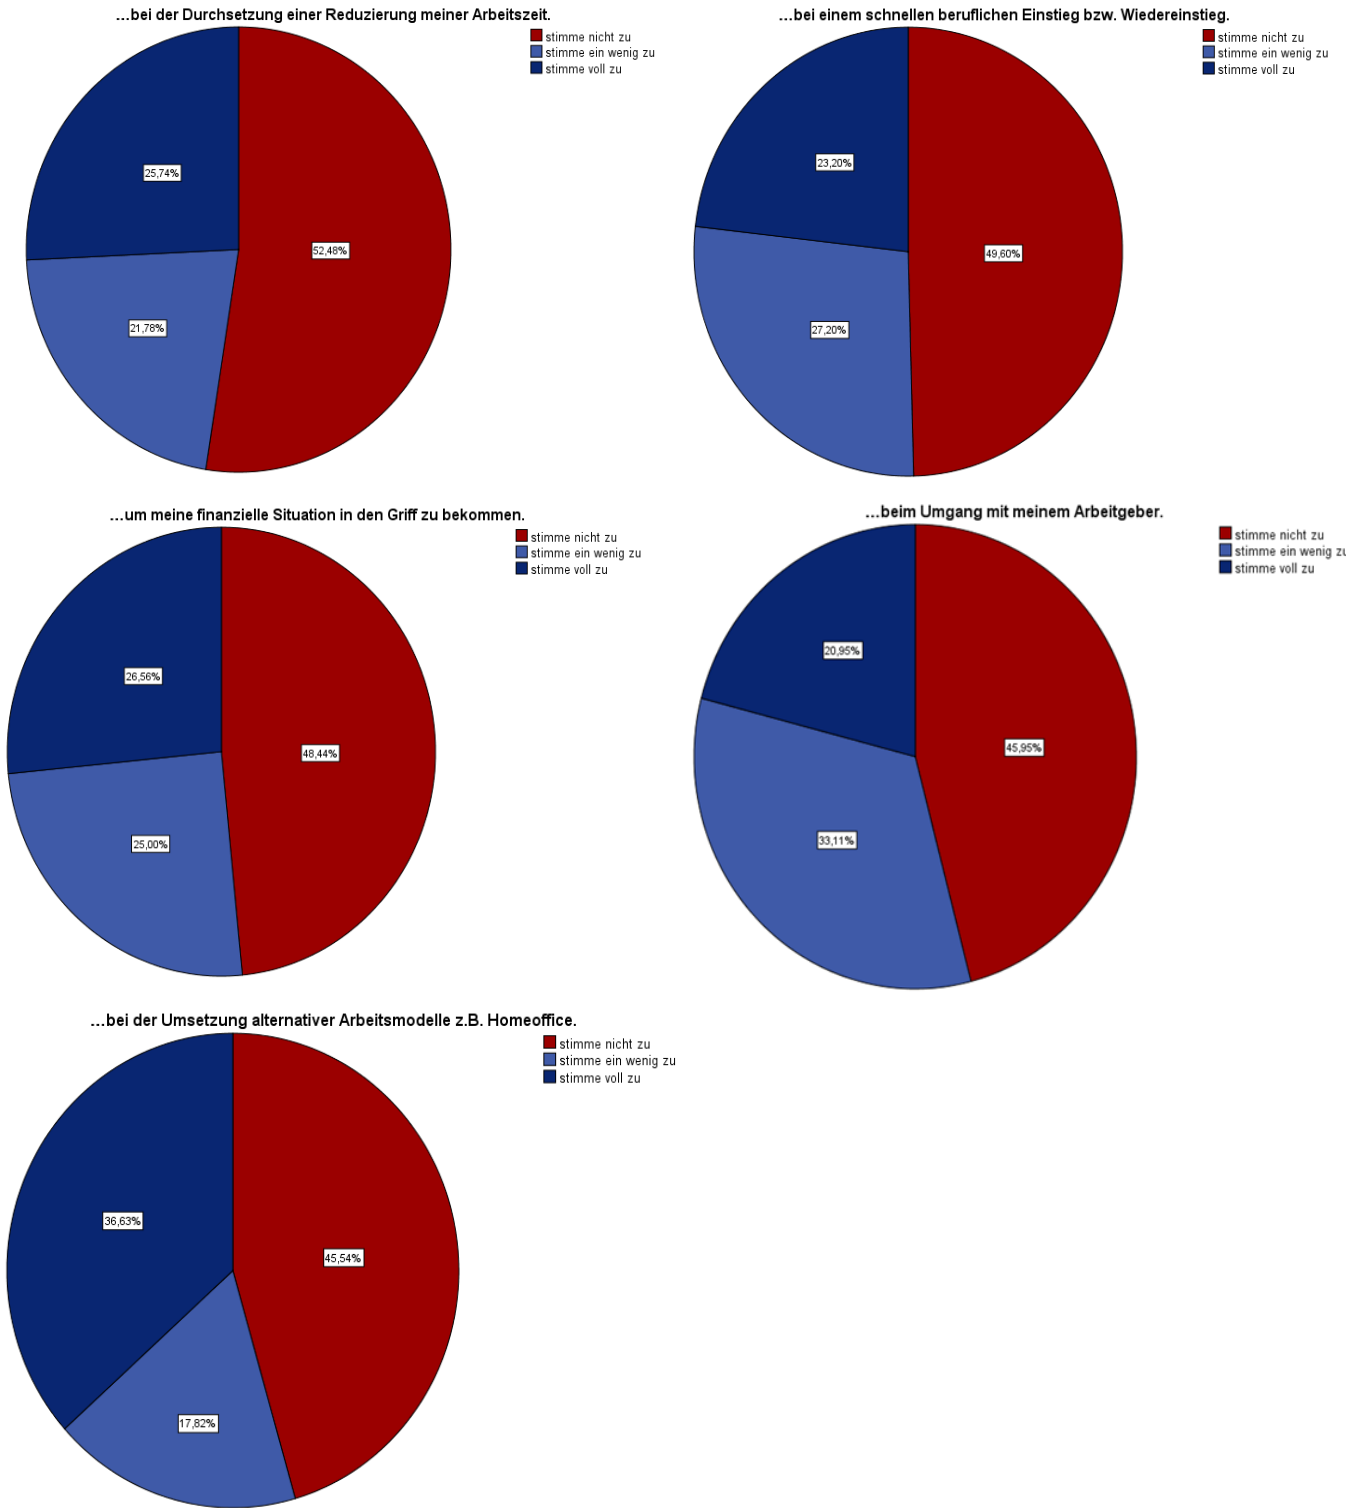 …bei der Durchsetzung einer Reduzierung meiner Arbeitszeit.
stimme nicht zu
stimme ein wenig zu
stimme voll zu
25,74%
52,48%
21,78%
…bei einem schnellen beruflichen Einstieg bzw. Wiedereinstieg.
stimme nicht zu
stimme ein wenig zu
stimme voll zu
23,20%
49,60%
27,20%
…um meine finanzielle Situation in den Griff zu bekommen.
stimme nicht zu
stimme ein wenig zu
stimme voll zu
26,56%
48,44%
25,00%
…beim Umgang mit meinem Arbeitgeber.
stimme nicht zu
stimme ein wenig zu
stimme voll zu
20,95%
45,95%
33,11%
…bei der Umsetzung alternativer Arbeitsmodelle z.B. Homeoffice.
stimme nicht zu
stimme ein wenig zu
stimme voll zu
36,63%
45,54%
17,82%